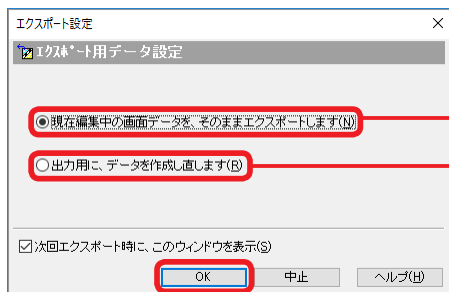 エクスポート設定
エクスポート用データ設定
現在編集中の画面データを、そのままエクスポートします(N)
出力用に、データを作成し直します(R)
次回エクスポート時に、このウィンドウを表示(S)
OK 中止 ヘルプ(H)